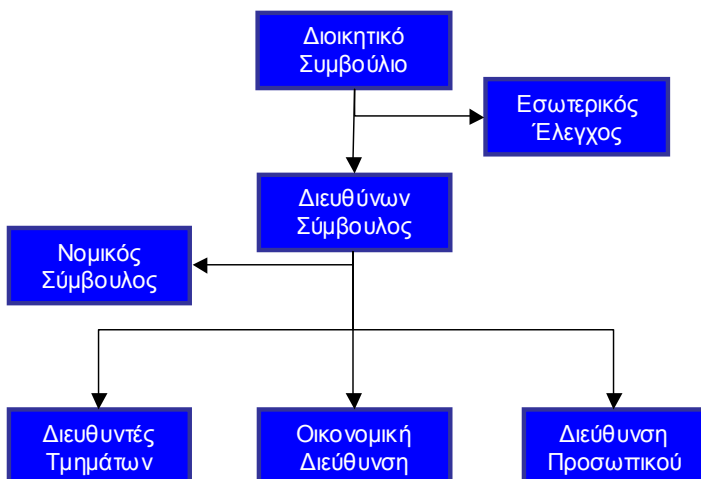 Διοικητικό
Συμβούλιο
Εσωτερικός
Έλεγχος
Διευθύνων
Σύμβουλος
Νομικός
Σύμβουλος
Διευθυντές
Τμημάτων
Οικονομική
Διεύθυνση
Διεύθυνση
Προσωπικού